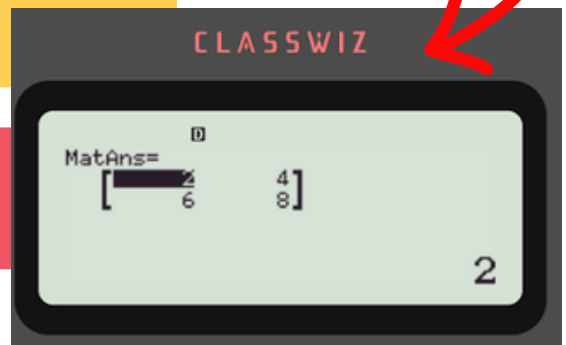 CLASSWIZ
D
MatAns=
[2 4]
[6 8]
2